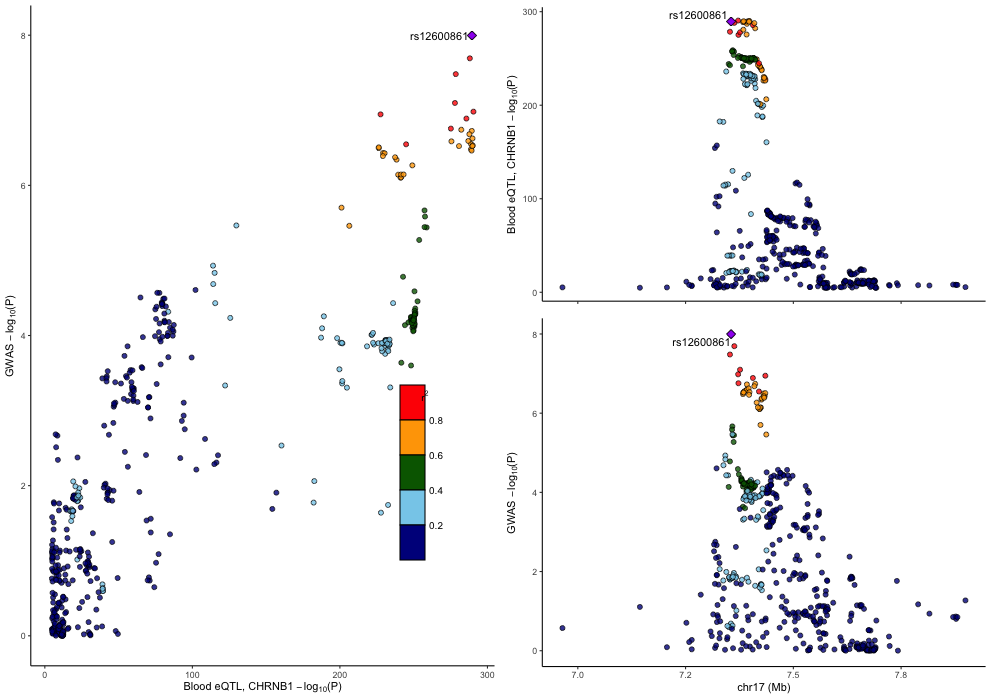 rs12600861
8
6
4
2
0
GWAS −log10(P)
0
100
200
300
Blood eQTL, CHRNB1 −log10(P)
r2
0.8
0.6
0.4
0.2
rs12600861
300
200
100
0
Blood eQTL, CHRNB1 −log10(P)
rs12600861
8
6
4
2
0
GWAS −log10(P)
7.0
7.2
7.5
7.8
chr17 (Mb)